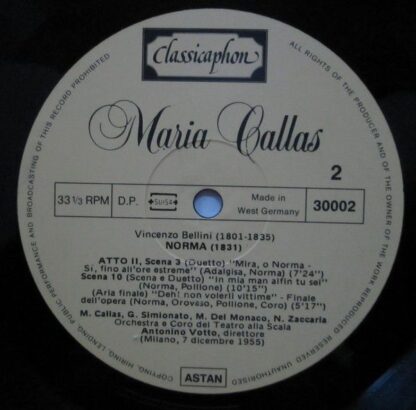 Classicaphon
Maria Callas
2
33 1/3 RPM
D.P.
SUISA
Made in
West Germany
30002
Vincenzo Bellini (1801-1835)
NORMA (1831)
ATTO II, Scena 3 (Duetto) "Mira, o Norma -
Sì, fino all'ore estreme" (Adalgisa, Norma) (7'24")
Scena 10 (Scena e Duetto) "In mia man alfin tu sei"
(Norma, Pollione) (10'15")
(Aria finale) "Deh! non volerli vittime" - Finale
dell'opera (Norma, Oroveso, Pollione, Coro) (5'17")
M. Callas, G. Simionato, M. Del Monaco, N. Zaccaria
Orchestra e Coro del Teatro alla Scala
Antonino Votto, direttore
(Milano, 7 dicembre 1955)
ASTAN
ALL RIGHTS OF THE PRODUCER AND OF THE OWNER OF THE WORK REPRODUCED RESERVED UNAUTHORISED COPYING, HIRING, LENDING, PUBLIC PERFORMANCE AND BROADCASTING OF THIS RECORD PROHIBITED